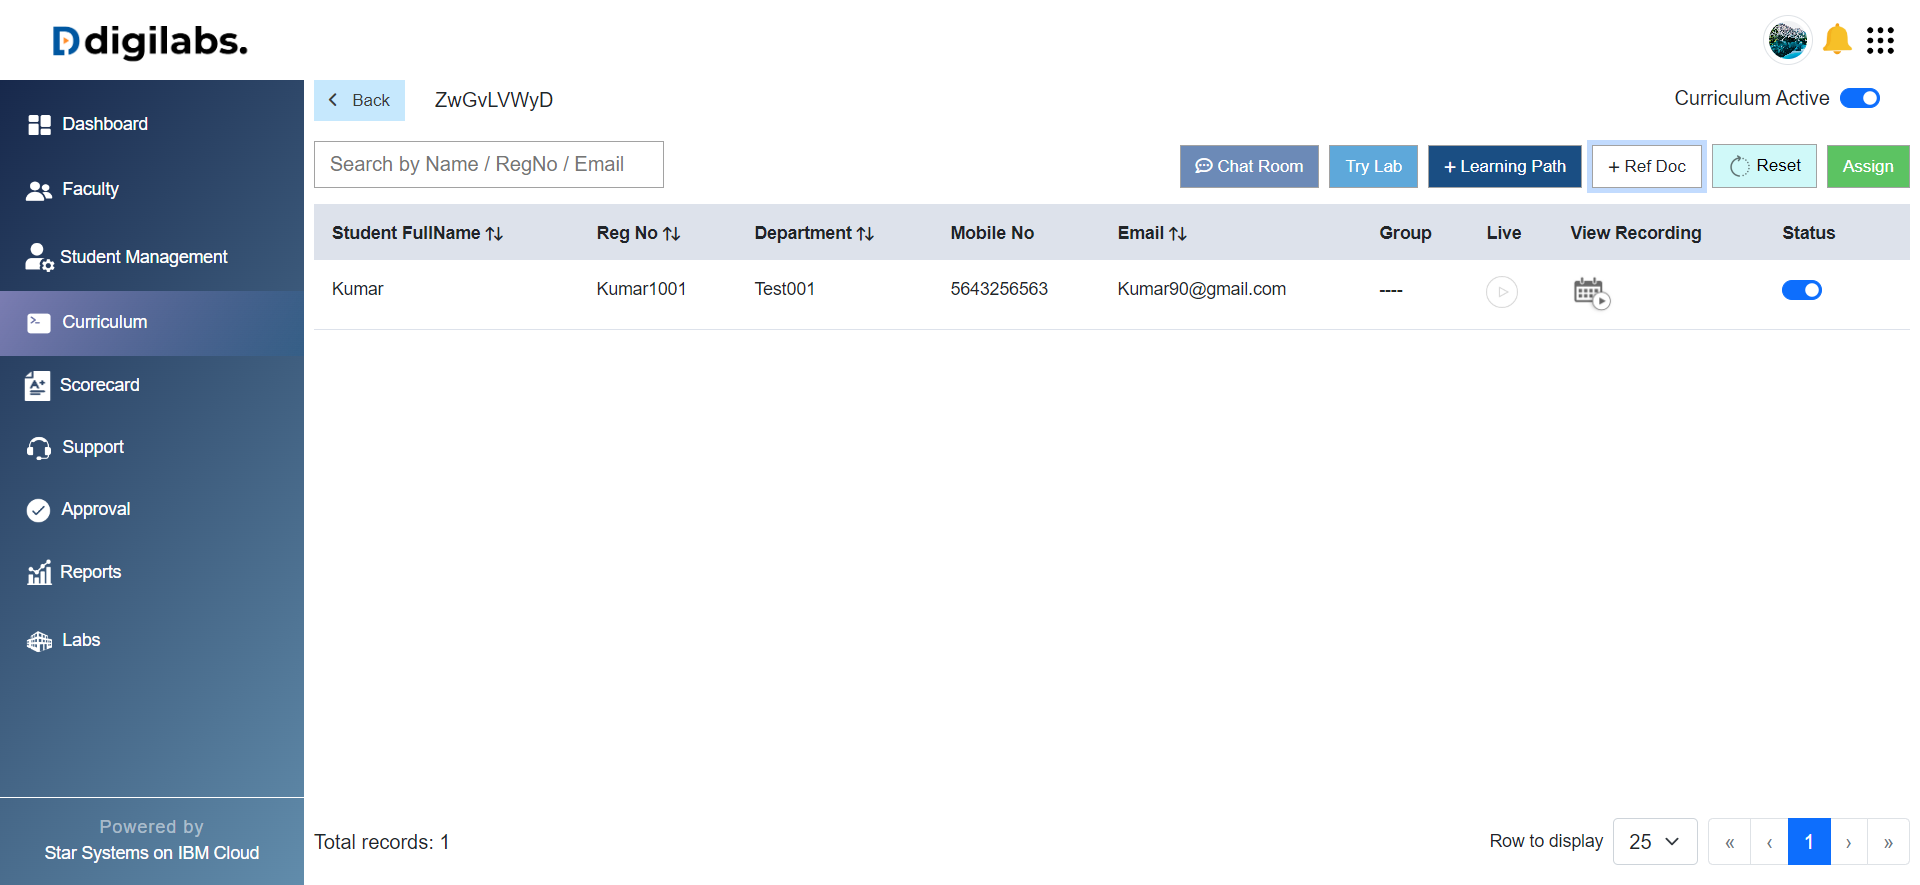 digilabs.
Dashboard
Faculty
Student Management
Curriculum
Scorecard
Support
Approval
Reports
Labs
Powered by
Star Systems on IBM Cloud
Back
ZwGvLVWyD
Curriculum Active
Search by Name / RegNo / Email
Chat Room
Try Lab
+ Learning Path
+ Ref Doc
Reset
Assign
Student FullName Reg No Department Mobile No Email Group Live View Recording Status
Kumar Kumar1001 Test001 5643256563 Kumar90@gmail.com ----
Total records: 1
Row to display 25 « ‹ 1 › »